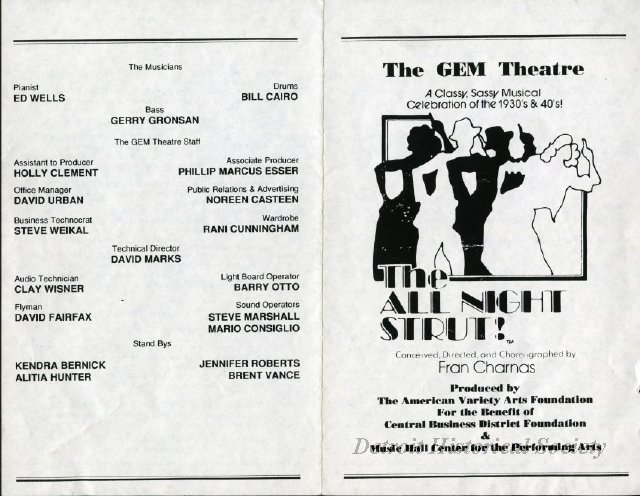 The Musicians
Pianist
ED WELLS
Drums
BILL CAIRO
Bass
GERRY GRONSAN
The GEM Theatre Staff
Assistant to Producer
HOLLY CLEMENT
Associate Producer
PHILLIP MARCUS ESSER
Office Manager
DAVID URBAN
Public Relations & Advertising
NOREEN CASTEEN
Business Technocrat
STEVE WEIKAL
Wardrobe
RANI CUNNINGHAM
Technical Director
DAVID MARKS
Audio Technician
CLAY WISNER
Light Board Operator
BARRY OTTO
Flyman
DAVID FAIRFAX
Sound Operators
STEVE MARSHALL
MARIO CONSIGLIO
Stand Bys
KENDRA BERNICK
ALITIA HUNTER
JENNIFER ROBERTS
BRENT VANCE
The GEM Theatre
A Classy, Sassy Musical
Celebration of the 1930's & 40's!
The
ALL NIGHT
STRUT!™
Conceived, Directed, and Choreographed by
Fran Charnas
Produced by
The American Variety Arts Foundation
For the Benefit of
Central Business District Foundation
&
Music Hall Center for the Performing Arts
Detroit Historical Society